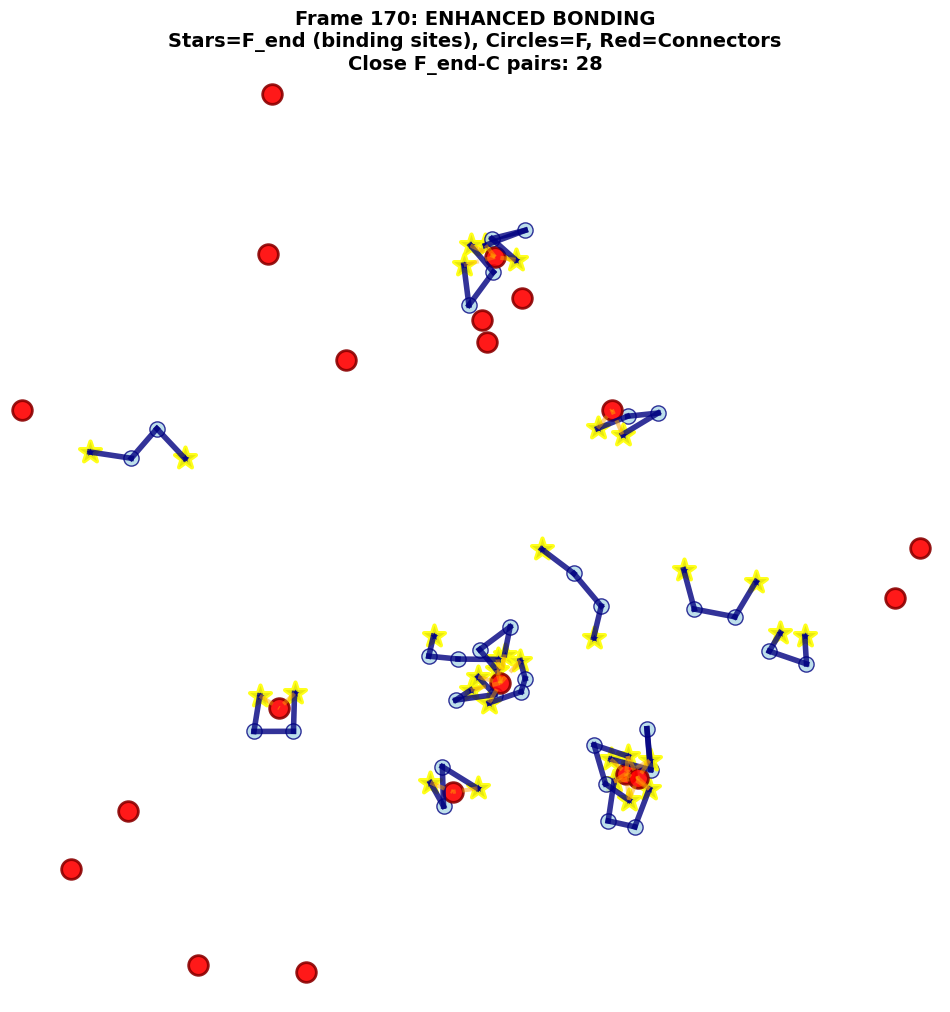 Frame 170: ENHANCED BONDING
Stars=F_end (binding sites), Circles=F, Red=Connectors
Close F_end-C pairs: 28